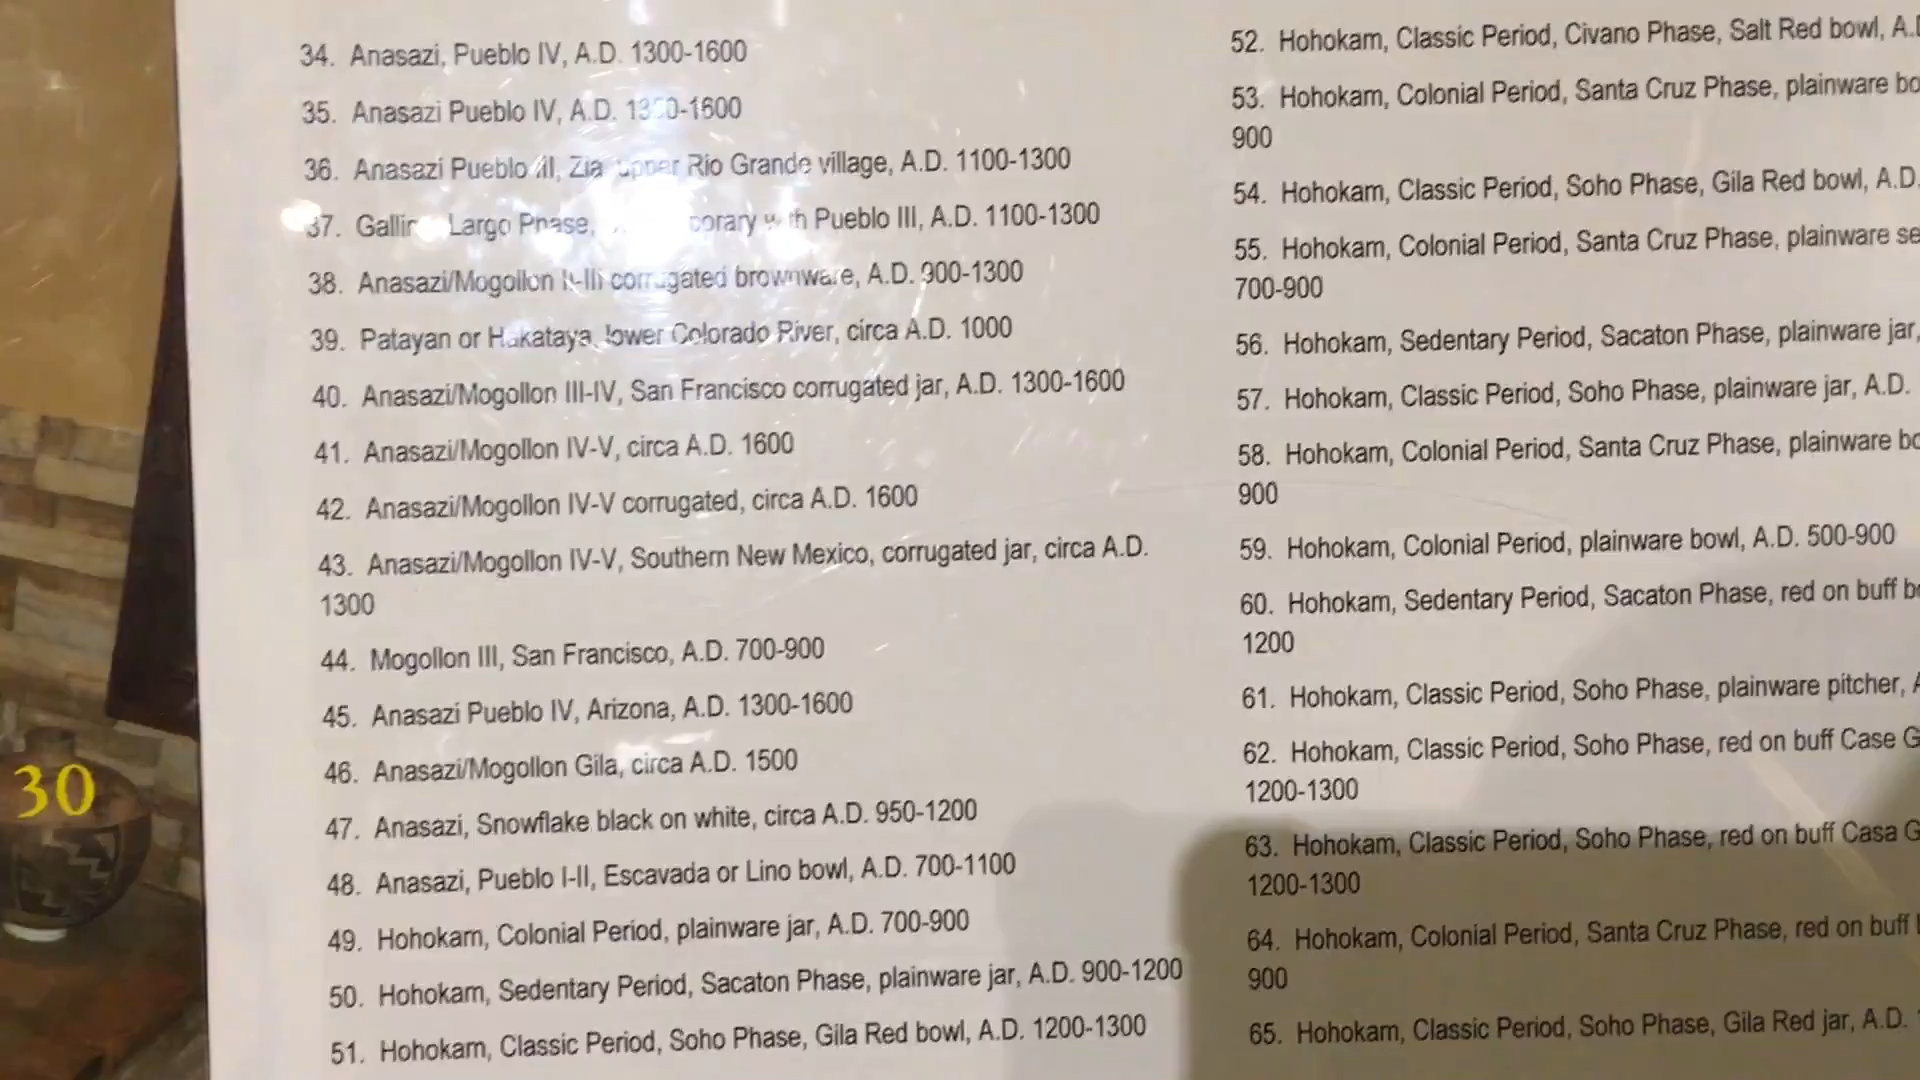 34. Anasazi, Pueblo IV, A.D. 1300-1600
35. Anasazi Pueblo IV, A.D. -1600
36. Anasazi Pueblo Zia upper Rio Grande village, A.D. 1100-1300
37. Largo Phase, with Pueblo III, A.D. 1100-1300
38. Anasazi/Mogollon corrugated brownware, A.D. 900-1300
39. Patayan or Hakataya, lower Colorado River, circa A.D. 1000
40. Anasazi/Mogollon III-IV, San Francisco corrugated jar, A.D. 1300-1600
41. Anasazi/Mogollon IV-V, circa A.D. 1600
42. Anasazi/Mogollon IV-V corrugated, circa A.D. 1600
43. Anasazi/Mogollon IV-V, Southern New Mexico, corrugated jar, circa A.D.
1300
44. Mogollon III, San Francisco, A.D. 700-900
45. Anasazi Pueblo IV, Arizona, A.D. 1300-1600
46. Anasazi/Mogollon Gila, circa A.D. 1500
47. Anasazi, Snowflake black on white, circa A.D. 950-1200
48. Anasazi, Pueblo I-II, Escavada or Lino bowl, A.D. 700-1100
49. Hohokam, Colonial Period, plainware jar, A.D. 700-900
50. Hohokam, Sedentary Period, Sacaton Phase, plainware jar, A.D. 900-1200
51. Hohokam, Classic Period, Soho Phase, Gila Red bowl, A.D. 1200-1300
52. Hohokam, Classic Period, Civano Phase, Salt Red bowl,
53. Hohokam, Colonial Period, Santa Cruz Phase, plainware
900
54. Hohokam, Classic Period, Soho Phase, Gila Red bowl, A.D.
55. Hohokam, Colonial Period, Santa Cruz Phase, plainware
700-900
56. Hohokam, Sedentary Period, Sacaton Phase, plainware jar,
57. Hohokam, Classic Period, Soho Phase, plainware jar, A.D.
58. Hohokam, Colonial Period, Santa Cruz Phase, plainware
900
59. Hohokam, Colonial Period, plainware bowl, A.D. 500-900
60. Hohokam, Sedentary Period, Sacaton Phase, red on buff
1200
61. Hohokam, Classic Period, Soho Phase, plainware pitcher,
62. Hohokam, Classic Period, Soho Phase, red on buff Case
1200-1300
63. Hohokam, Classic Period, Soho Phase, red on buff Casa
1200-1300
64. Hohokam, Colonial Period, Santa Cruz Phase, red on buff
900
65. Hohokam, Classic Period, Soho Phase, Gila Red jar, A.D.
30